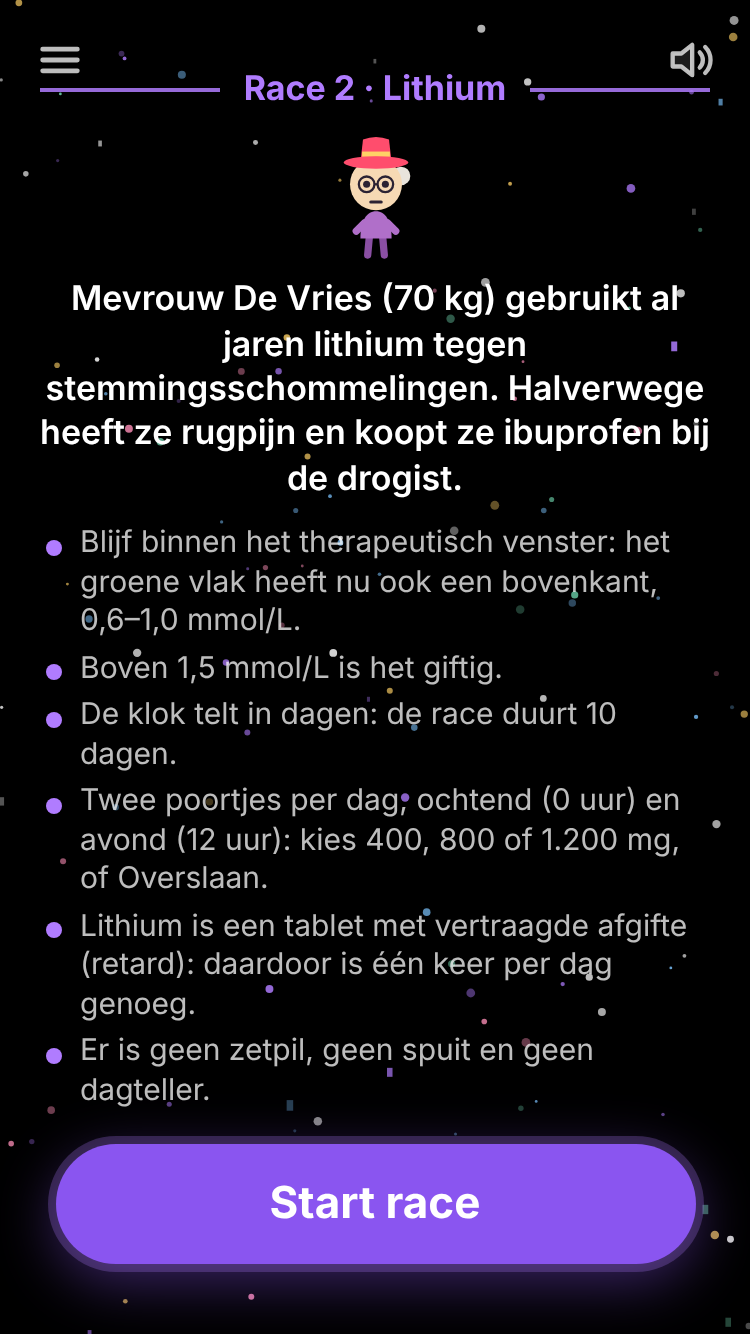 Race 2 · Lithium
Mevrouw De Vries (70 kg) gebruikt al
jaren lithium tegen
stemmingsschommelingen. Halverwege
heeft ze rugpijn en koopt ze ibuprofen bij
de drogist.
Blijf binnen het therapeutisch venster: het
groene vlak heeft nu ook een bovenkant,
0,6–1,0 mmol/L.
Boven 1,5 mmol/L is het giftig.
De klok telt in dagen: de race duurt 10
dagen.
Twee poortjes per dag, ochtend (0 uur) en
avond (12 uur): kies 400, 800 of 1.200 mg,
of Overslaan.
Lithium is een tablet met vertraagde afgifte
(retard): daardoor is één keer per dag
genoeg.
Er is geen zetpil, geen spuit en geen
dagteller.
Start race